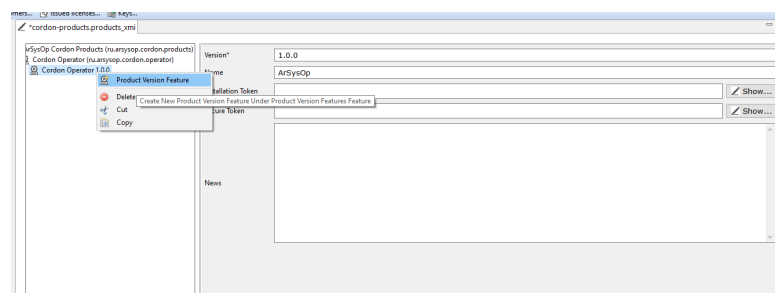 Issued licenses...
Keys...
*cordon-products.products_xmi
ArSysOp Cordon Products (ru.arsysop.cordon.products)
Cordon Operator (ru.arsysop.cordon.operator)
Cordon Operator 1.0.0
Product Version Feature
Delete
Create New Product Version Feature Under Product Version Features Feature
Cut
Copy
Version*
1.0.0
Name
ArSysOp
Installation Token
Show...
Show...
Token
News